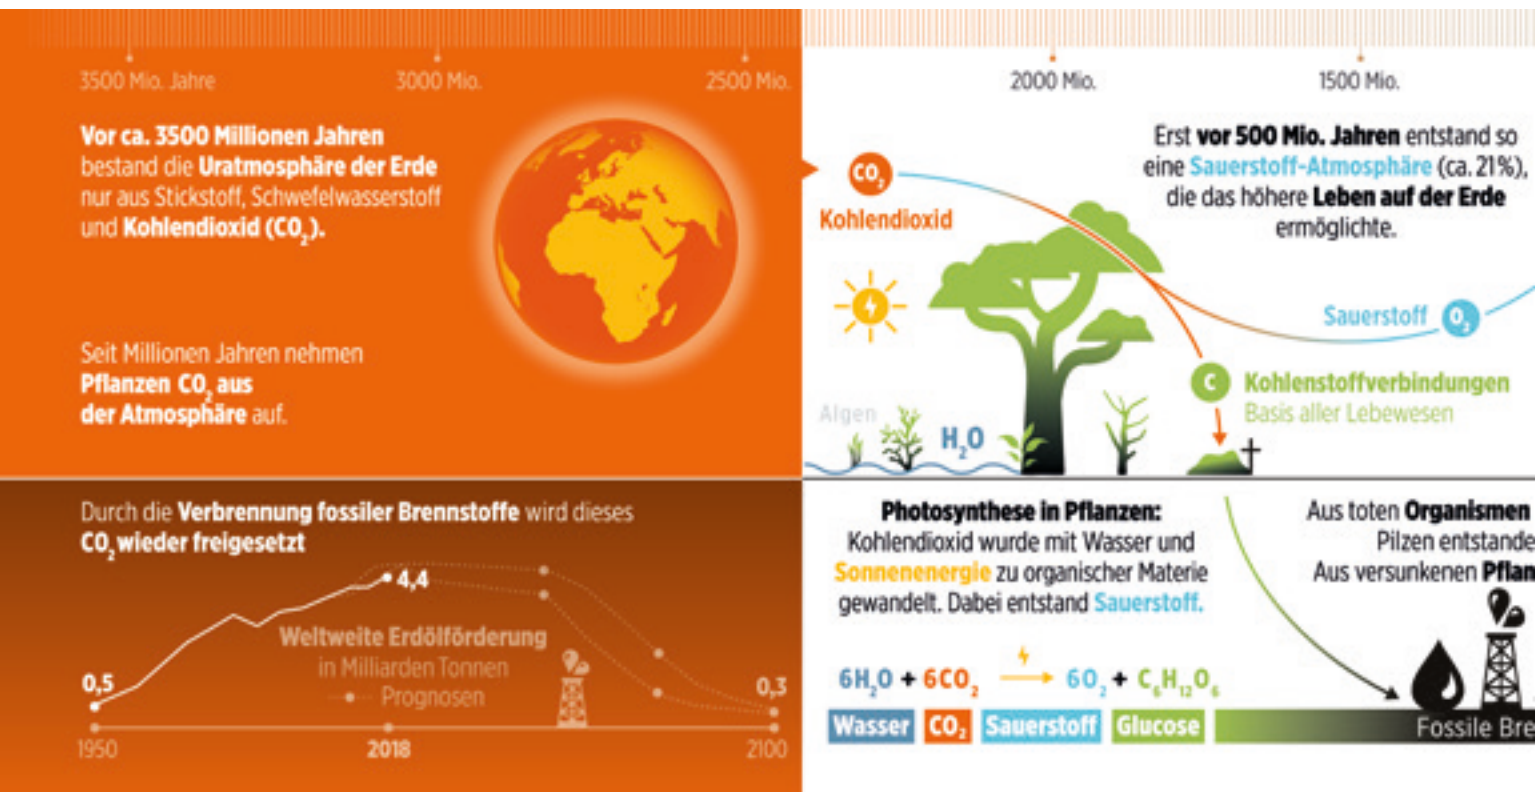 3500 Mio. Jahre
3000 Mio.
2500 Mio.
2000 Mio.
1500 Mio.
Vor ca. 3500 Millionen Jahren
bestand die Uratmosphäre der Erde
nur aus Stickstoff, Schwefelwasserstoff
und Kohlendioxid (CO₂).
Seit Millionen Jahren nehmen
Pflanzen CO₂ aus
der Atmosphäre auf.
CO₂
Kohlendioxid
Erst vor 500 Mio. Jahren entstand so
eine Sauerstoff-Atmosphäre (ca. 21%),
die das höhere Leben auf der Erde
ermöglichte.
Sauerstoff O₂
C Kohlenstoffverbindungen
Basis aller Lebewesen
Algen
H₂O
Durch die Verbrennung fossiler Brennstoffe wird dieses
CO₂ wieder freigesetzt
4,4
Weltweite Erdölförderung
in Milliarden Tonnen
Prognosen
0,5
0,3
1950
2018
2100
Photosynthese in Pflanzen:
Kohlendioxid wurde mit Wasser und
Sonnenenergie zu organischer Materie
gewandelt. Dabei entstand Sauerstoff.
6H₂O + 6CO₂ → 6O₂ + C₆H₁₂O₆
Wasser CO₂ Sauerstoff Glucose
Aus toten Organismen
Pilzen entstande
Aus versunkenen Pflan
Fossile Bre